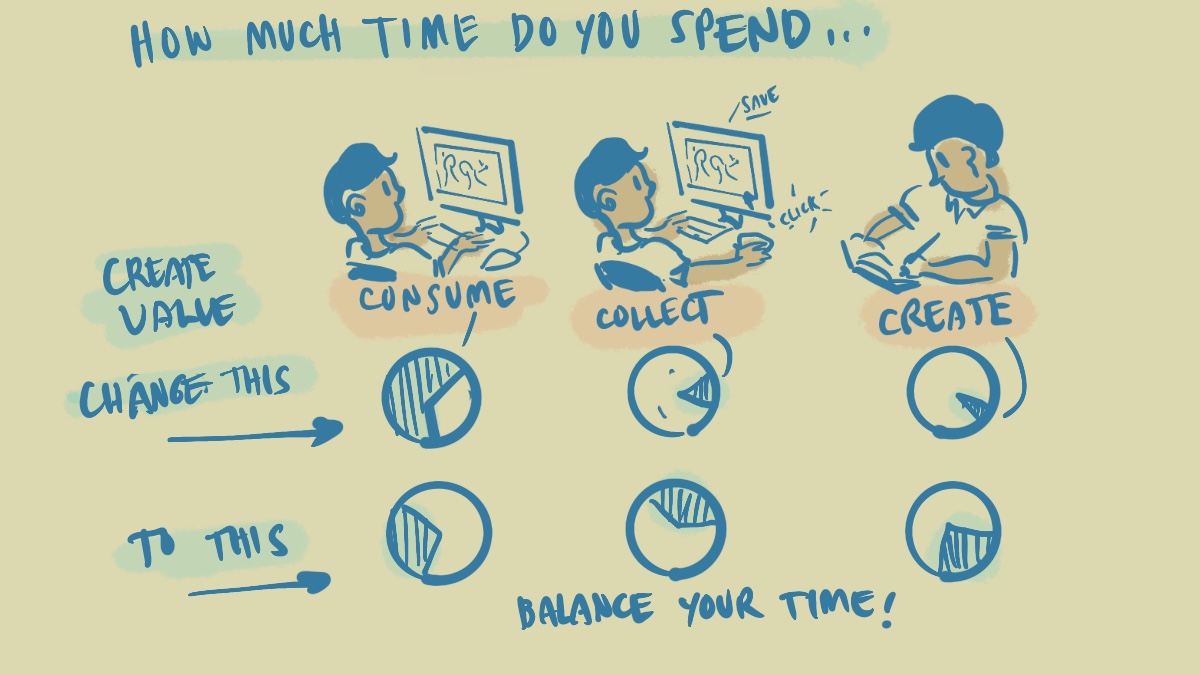 HOW MUCH TIME DO YOU SPEND...
SAVE
CLICK
CREATE
VALUE
CONSUME
COLLECT
CREATE
CHANGE THIS
TO THIS
BALANCE YOUR TIME!